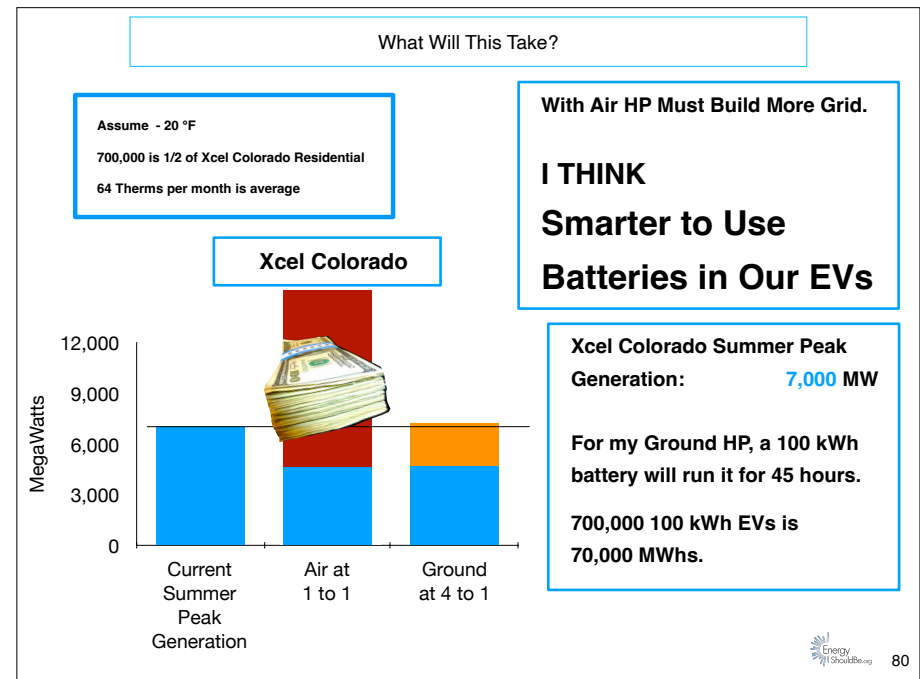 What Will This Take?
Assume - 20 °F
700,000 is 1/2 of Xcel Colorado Residential
64 Therms per month is average
With Air HP Must Build More Grid.
I THINK
Smarter to Use
Batteries in Our EVs
Xcel Colorado
MegaWatts
12,000
9,000
6,000
3,000
0
Current
Summer
Peak
Generation
Air at
1 to 1
Ground
at 4 to 1
Xcel Colorado Summer Peak
Generation: 7,000 MW
For my Ground HP, a 100 kWh
battery will run it for 45 hours.
700,000 100 kWh EVs is
70,000 MWhs.
Energy
ShouldBe.org
80